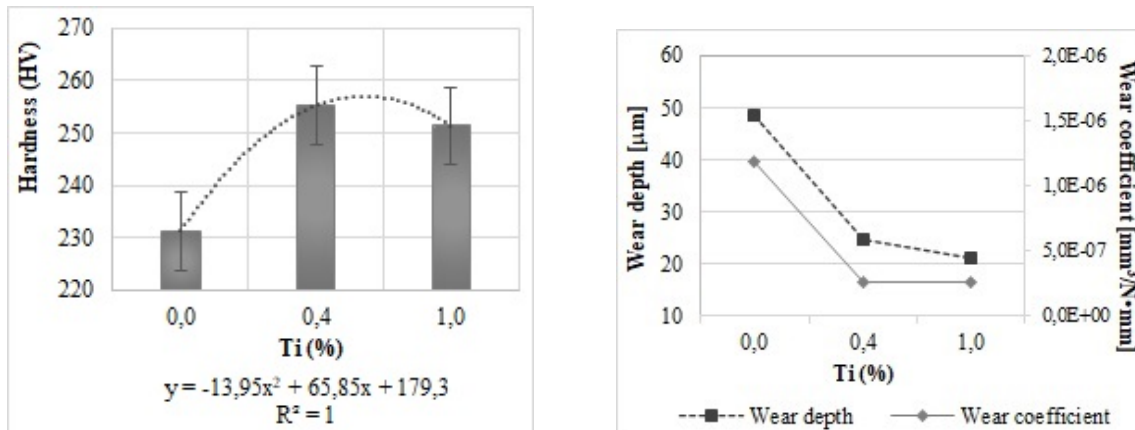 270
260
250
240
230
220
Hardness (HV)
0,0 0,4 1,0
Ti (%)
y = -13,95x² + 65,85x + 179,3
R² = 1
60
50
40
30
20
10
Wear depth [µm]
2,0E-06
1,5E-06
1,0E-06
5,0E-07
0,0E+00
Wear
coefficient [mm³/N•mm]
0,0 0,4 1,0
Ti (%)
Wear depth Wear coefficient